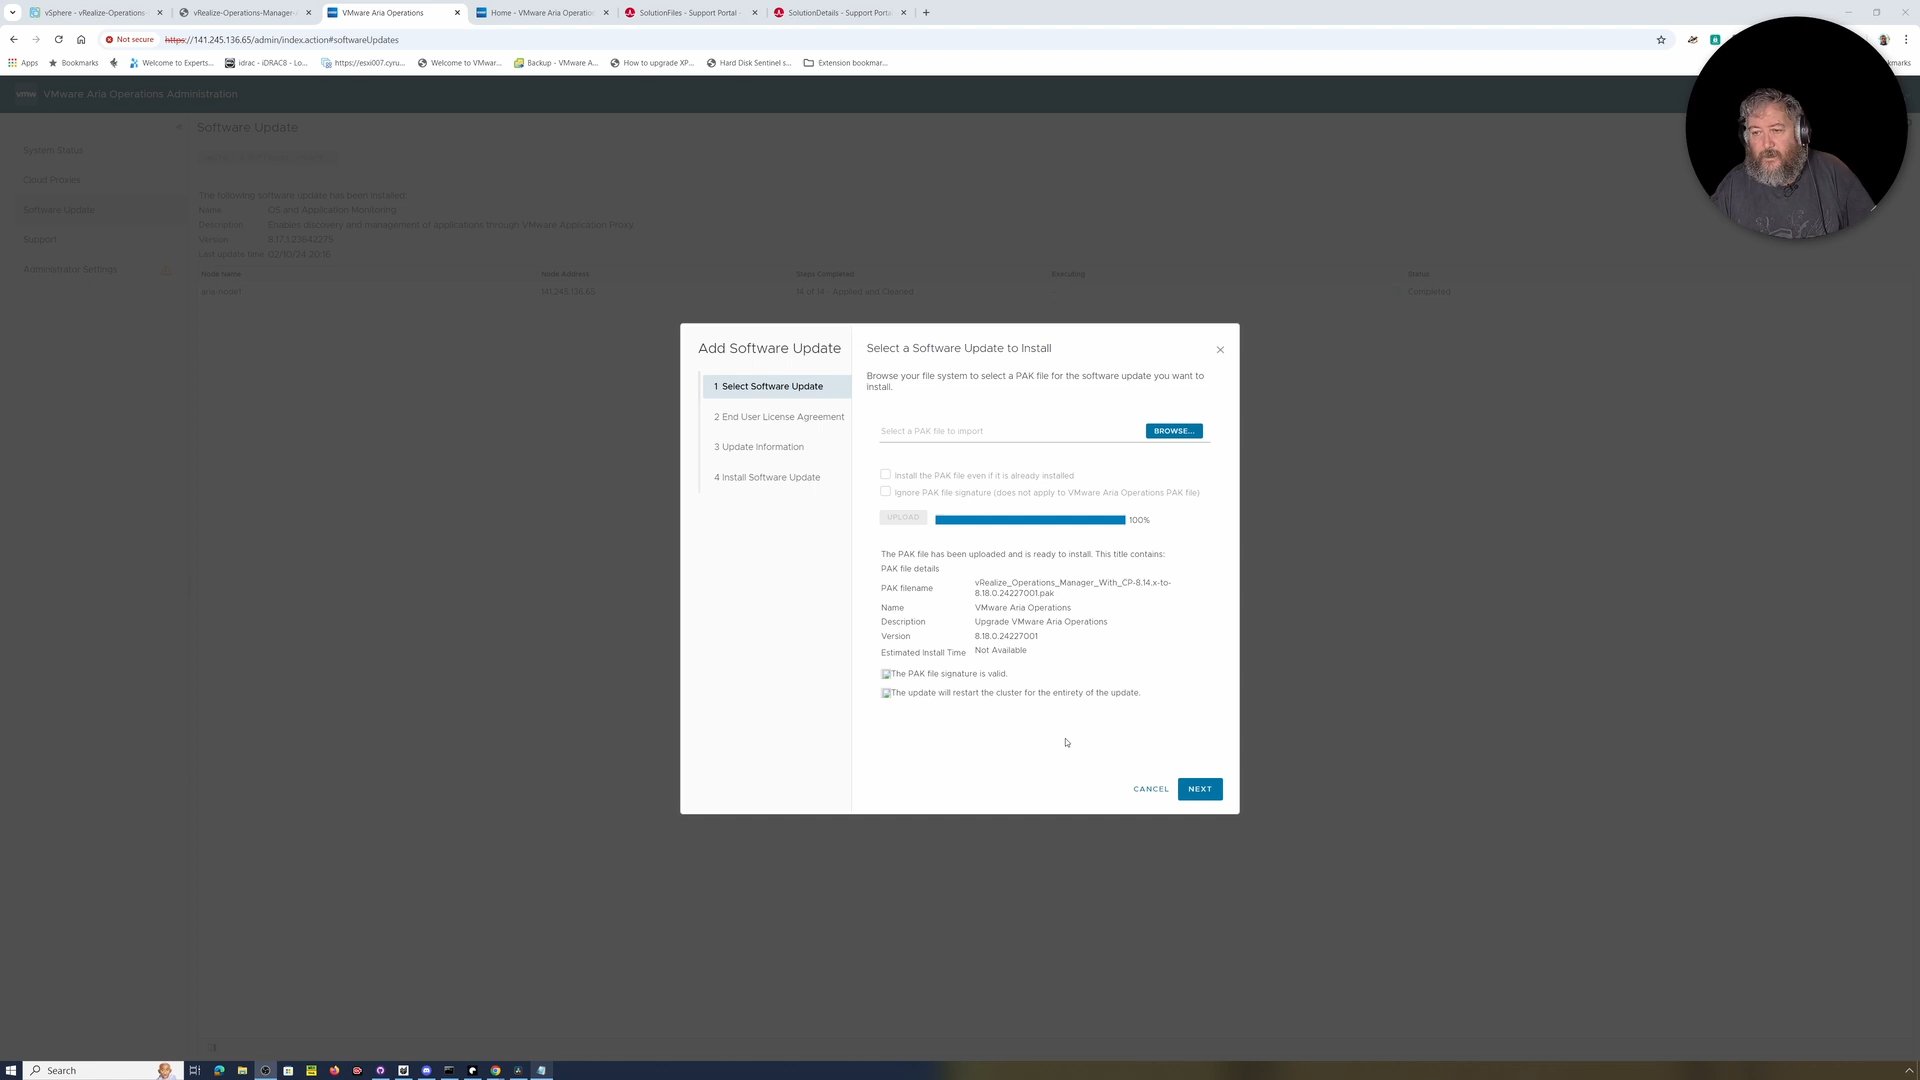 vSphere - vRealize-Operations
vRealize-Operations-Manager-
VMware Aria Operations
Home - VMware Aria Operations
SolutionFiles - Support Portal
SolutionDetails - Support Portal
Not secure
https://141.245.136.65/admin/index.action#softwareUpdates
Apps
Bookmarks
Welcome to Experts...
idrac - iDRAC8 - Lo...
https://esxi007.cyru...
Welcome to VMwar...
Backup - VMware A...
How to upgrade XP...
Hard Disk Sentinel s...
Extension bookmar...
kmarks
vmw VMware Aria Operations Administration
Software Update
System Status
Cloud Proxies
Software Update
Support
Administrator Settings
The following software update has been installed.
Name OS and Application Monitoring
Description Enables discovery and management of applications through VMware Application Proxy.
Version 8.17.1.23642275
Last update time 02/10/24 20:16
Node Name Node Address Steps Completed Executing Status
aria-node1 141.245.136.65 14 of 14 Applied and Cleaned Completed
Add Software Update
1 Select Software Update
2 End User License Agreement
3 Update Information
4 Install Software Update
Select a Software Update to Install
Browse your file system to select a PAK file for the software update you want to
install.
Select a PAK file to import
BROWSE...
Install the PAK file even if it is already installed
Ignore PAK file signature (does not apply to VMware Aria Operations PAK file)
UPLOAD
100%
The PAK file has been uploaded and is ready to install. This title contains:
PAK file details
PAK filename vRealize_Operations_Manager_With_CP-8.14.x-to-
8.18.0.24227001.pak
Name VMware Aria Operations
Description Upgrade VMware Aria Operations
Version 8.18.0.24227001
Estimated Install Time Not Available
The PAK file signature is valid.
The update will restart the cluster for the entirety of the update.
CANCEL
NEXT
Search